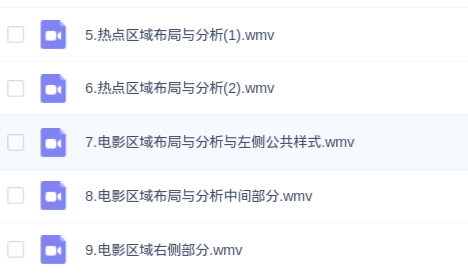 5.热点区域布局与分析(1).wmv
6.热点区域布局与分析(2).wmv
7.电影区域布局与分析与左侧公共样式.wmv
8.电影区域布局与分析中间部分.wmv
9.电影区域右侧部分.wmv